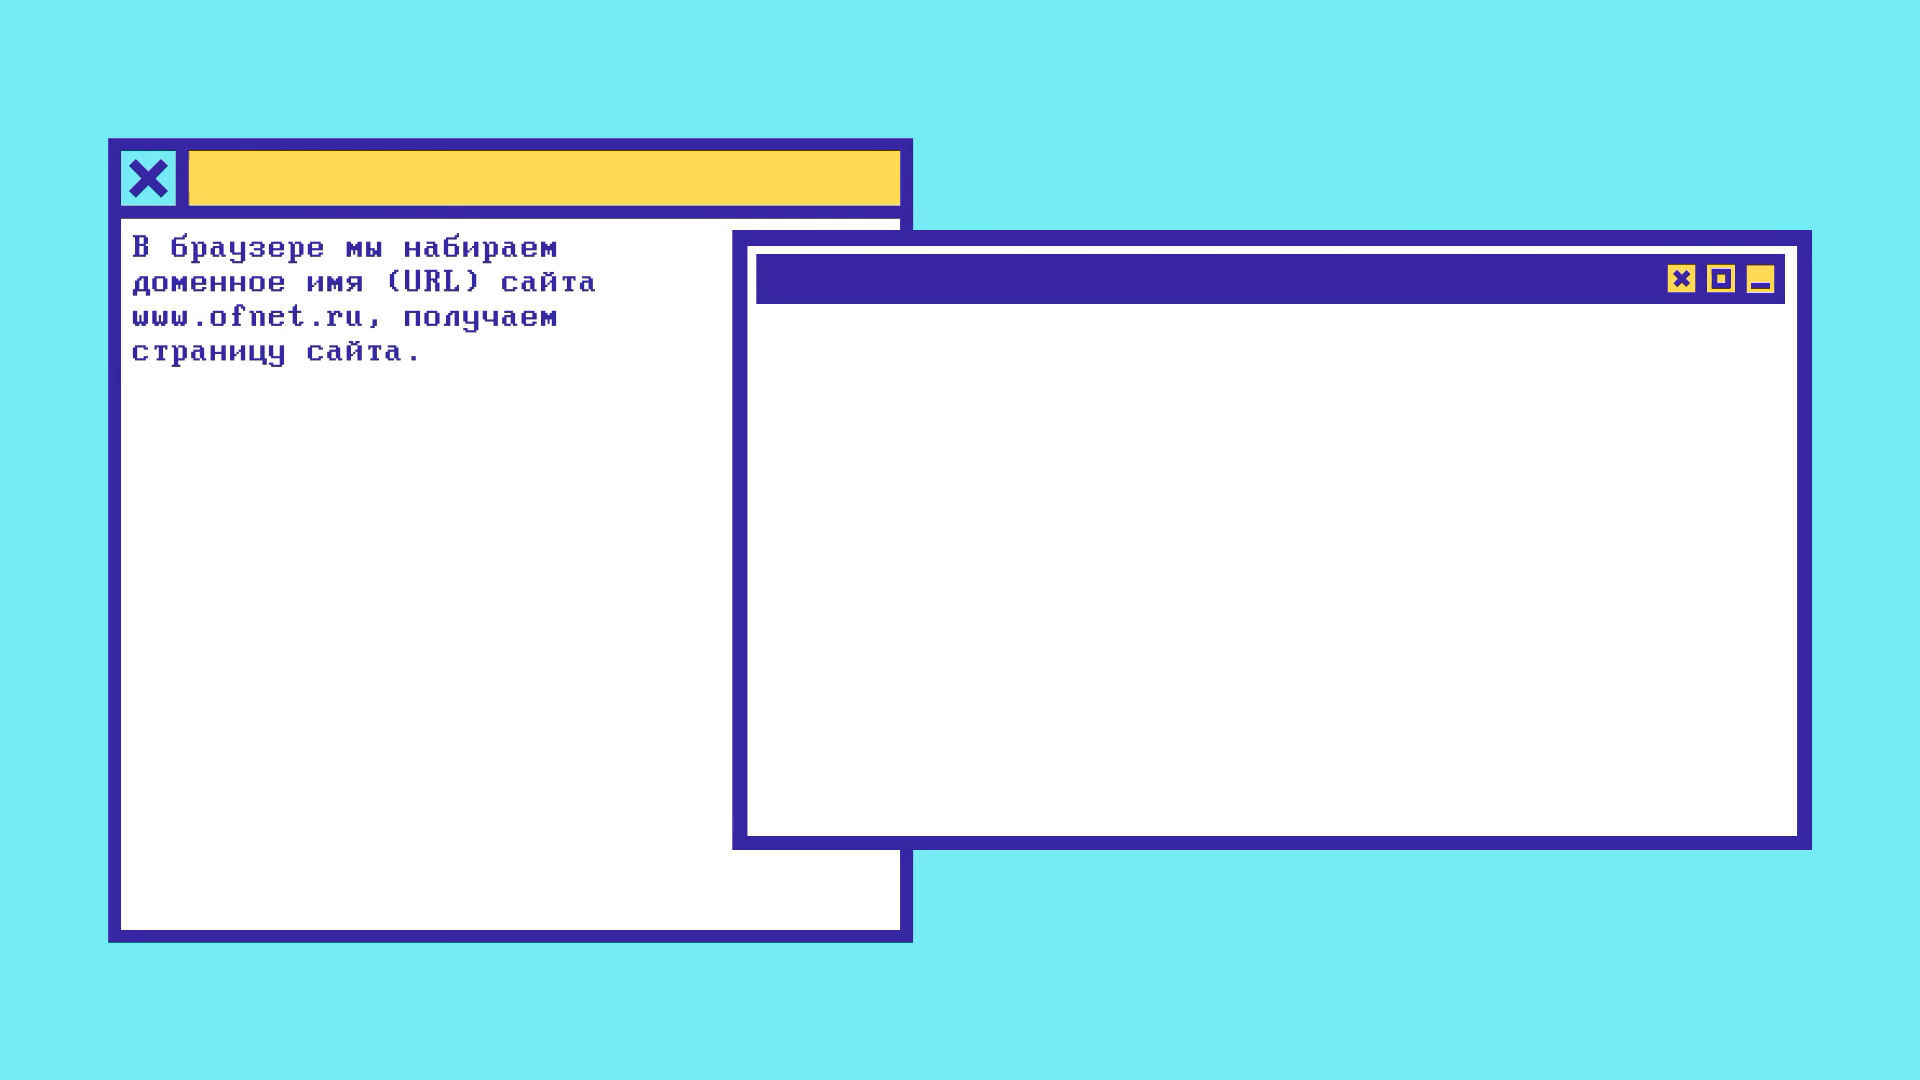 В браузере мы набираем
доменное имя (URL) сайта
www.ofnet.ru, получаем
страницу сайта.